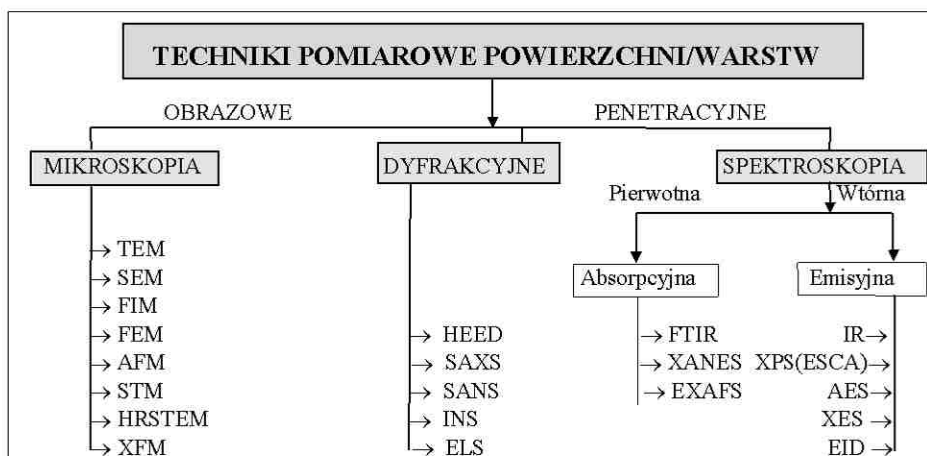 TECHNIKI POMIAROWE POWIERZCHNI/WARSTW
OBRAZOWE
PENETRACYJNE
MIKROSKOPIA
DYFRAKCYJNE
SPEKTROSKOPIA
Pierwotna
Wtórna
Absorpcyjna
Emisyjna
→ TEM
→ SEM
→ FIM
→ FEM
→ AFM
→ STM
→ HRSTEM
→ XFM
→ HEED
→ SAXS
→ SANS
→ INS
→ ELS
→ FTIR
→ XANES
→ EXAFS
IR →
XPS(ESCA) →
AES →
XES →
EID →